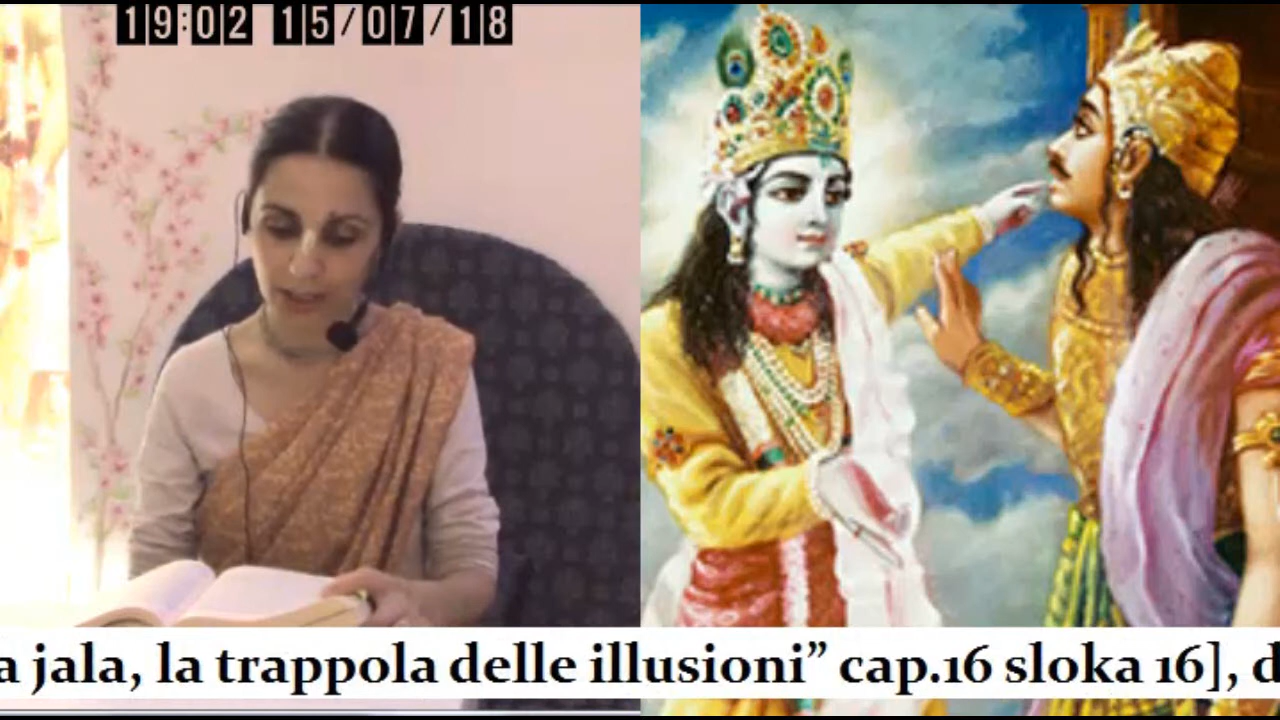 19:02 15/07/18
a jala, la trappola delle illusioni” cap.16 sloka 16], d